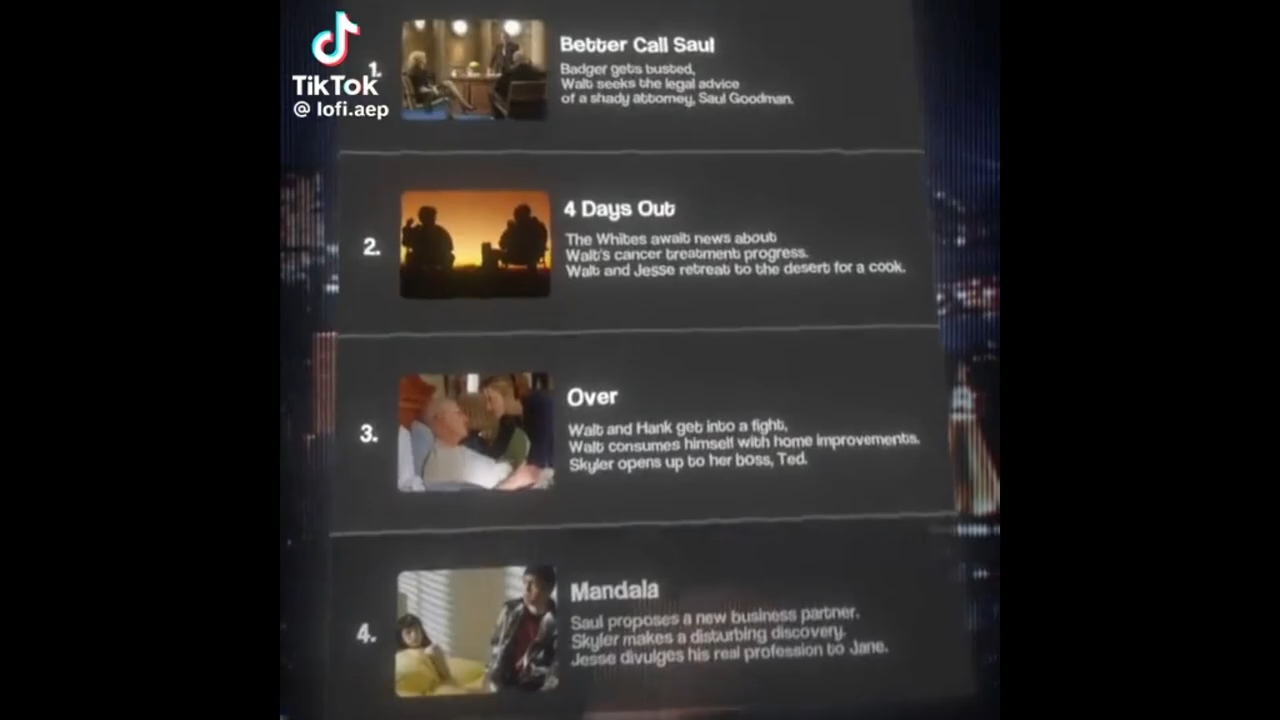 TikTok
@ lofi.aep
1.
Better Call Saul
Badger gets busted,
Walt seeks the legal advice
of a shady attorney, Saul Goodman.
2.
4 Days Out
The Whites await news about
Walt's cancer treatment progress.
Walt and Jesse retreat to the desert for a cook.
3.
Over
Walt and Hank get into a fight,
Walt consumes himself with home improvements.
Skyler opens up to her boss, Ted.
4.
Mandala
Saul proposes a new business partner.
Skyler makes a disturbing discovery.
Jesse divulges his real profession to Jane.